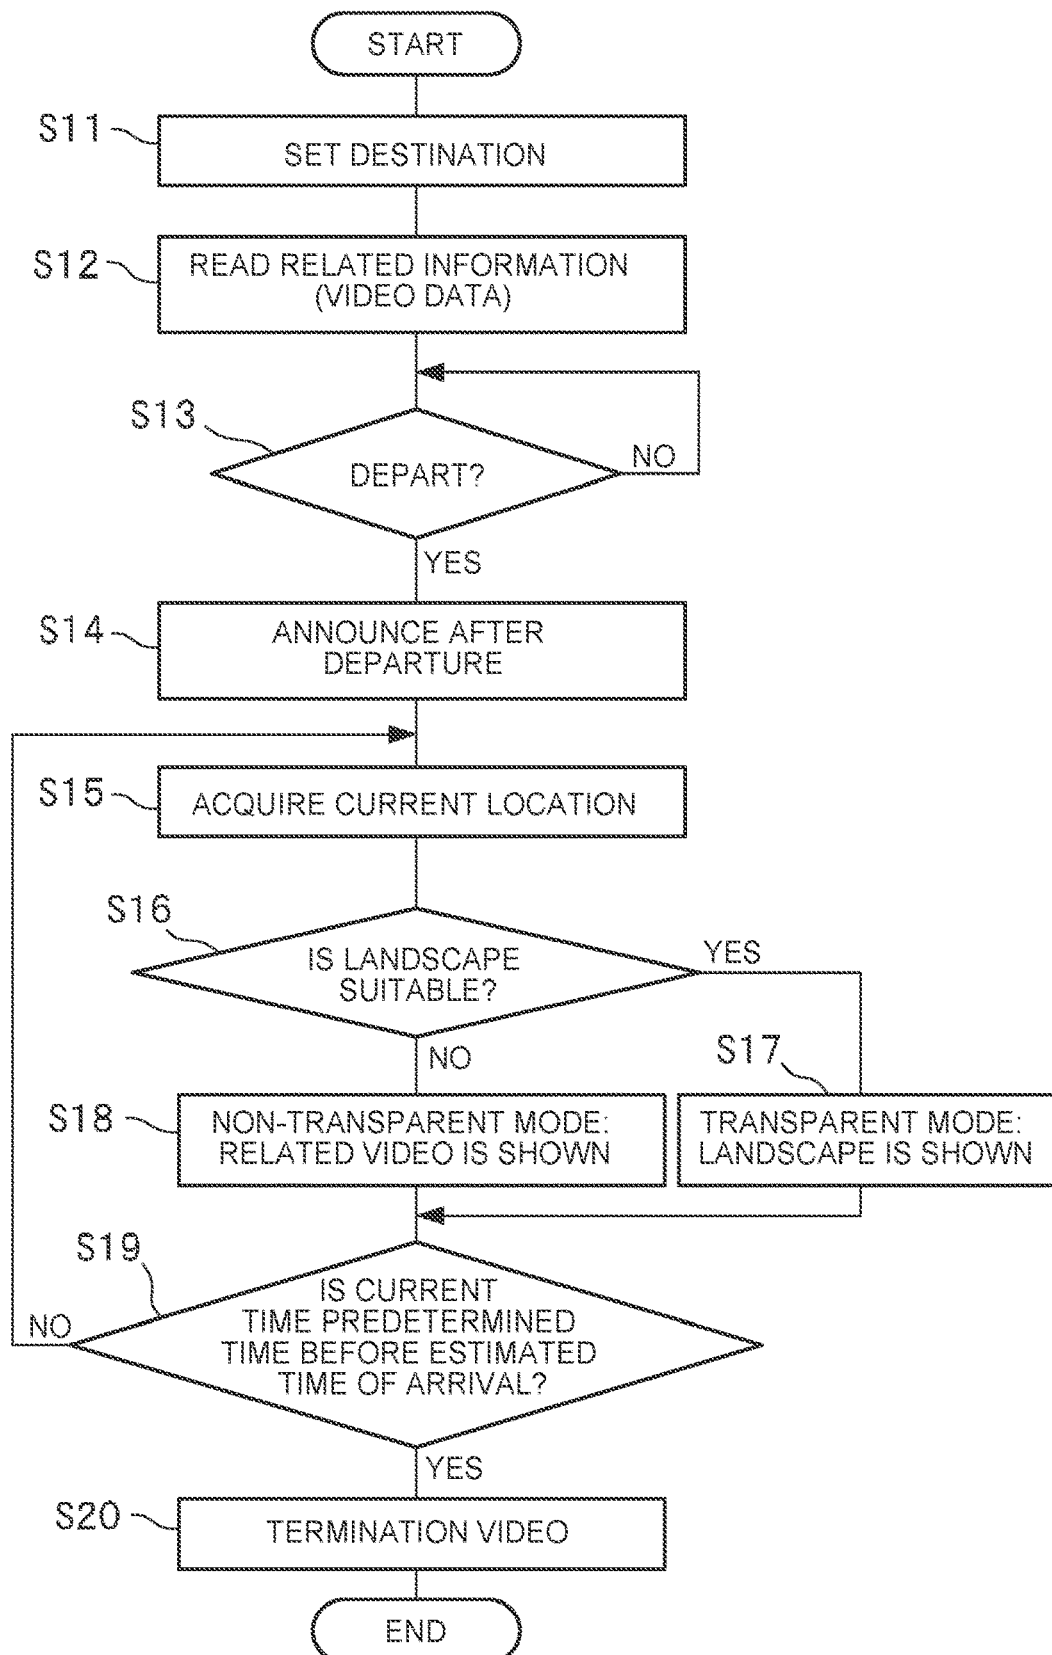 START
S11
SET DESTINATION
S12
READ RELATED INFORMATION
(VIDEO DATA)
S13
DEPART?
NO
YES
S14
ANNOUNCE AFTER
DEPARTURE
S15
ACQUIRE CURRENT LOCATION
S16
IS LANDSCAPE
SUITABLE?
YES
NO
S17
S18
NON-TRANSPARENT MODE:
RELATED VIDEO IS SHOWN
TRANSPARENT MODE:
LANDSCAPE IS SHOWN
S19
IS CURRENT
TIME PREDETERMINED
TIME BEFORE ESTIMATED
TIME OF ARRIVAL?
NO
YES
S20
TERMINATION VIDEO
END